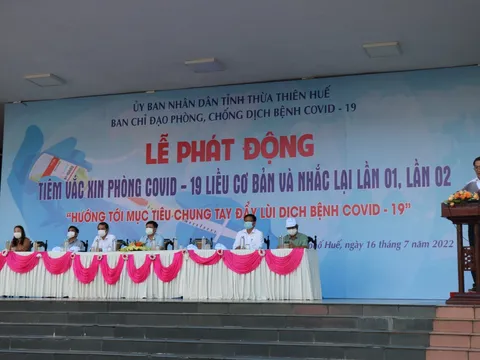 ỦY BAN NHÂN DÂN TỈNH THỪA THIÊN HUẾ
BAN CHỈ ĐẠO PHÒNG, CHỐNG DỊCH BỆNH COVID - 19
LỄ PHÁT ĐỘNG
TIÊM VẮC XIN PHÒNG COVID – 19 LIỀU CƠ BẢN VÀ NHẮC LẠI LẦN 01, LẦN 02
"HƯỚNG TỚI MỤC TIÊU CHUNG TAY ĐẨY LÙI DỊCH BỆNH COVID - 19"
Huế, ngày 16 tháng 7 năm 2022